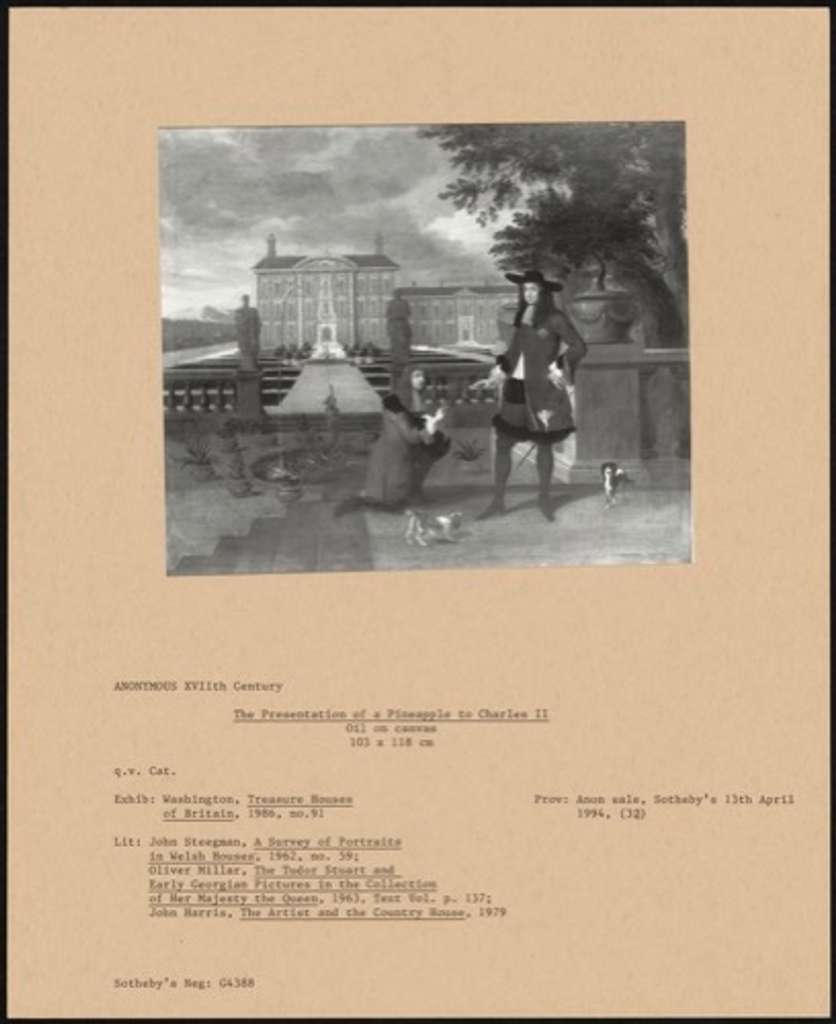 ANONYMOUS XVIIth Century
The Presentation of a Pineapple to Charles II
Oil on canvas
103 x 118 cm
q.v. Cat.
Exhib: Washington, Treasure Houses
of Britain, 1986, no.91
Prov: Anon sale, Sotheby's 13th April
1994, (32)
Lit: John Steegman, A Survey of Portraits
in Welsh Houses, 1962, no. 59;
Oliver Millar, The Tudor Stuart and
Early Georgian Pictures in the Collection
of Her Majesty the Queen, 1963, Text Vol. p. 137;
John Harris, The Artist and the Country House, 1979
Sotheby's Neg: G4388